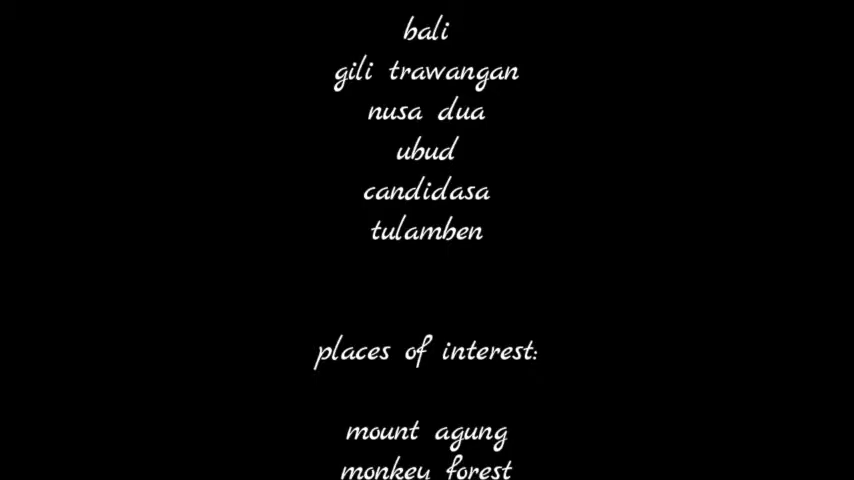 bali
gili trawangan
nusa dua
ubud
candidasa
tulamben
places of interest:
mount agung
monkey forest